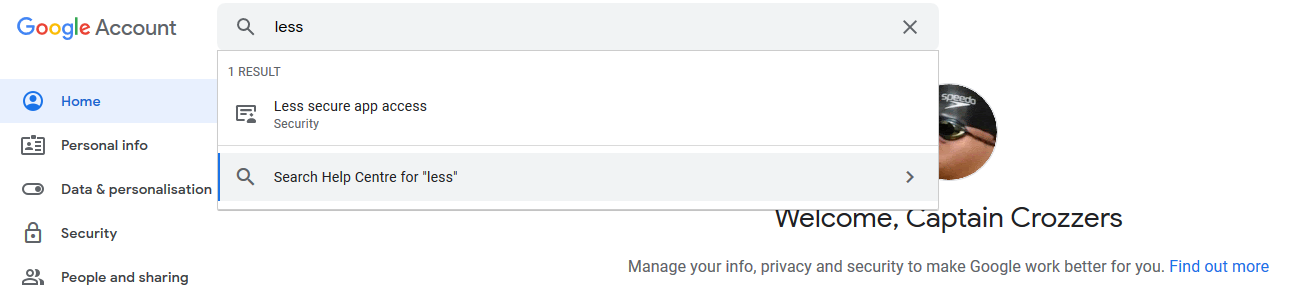 Google Account
less
1 RESULT
Less secure app access
Security
Search Help Centre for "less"
Home
Personal info
Data & personalisation
Security
People and sharing
speedo
Welcome, Captain Crozzers
Manage your info, privacy and security to make Google work better for you. Find out more